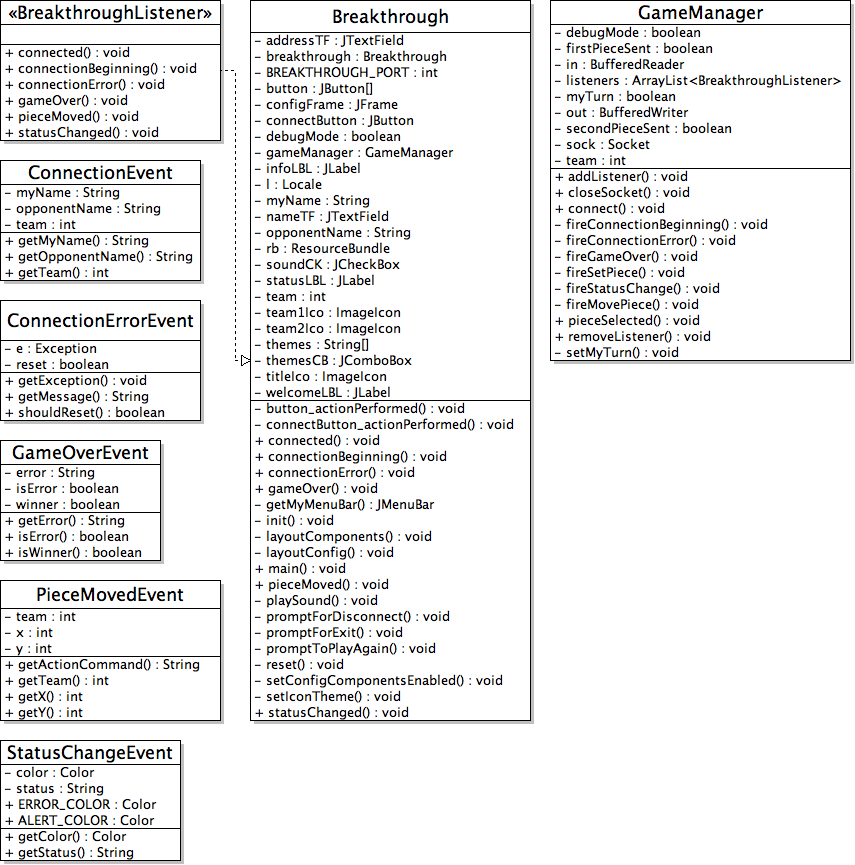 «BreakthroughListener»
+ connected() : void
+ connectionBeginning() : void
+ connectionError() : void
+ gameOver() : void
+ pieceMoved() : void
+ statusChanged() : void
ConnectionEvent
- myName : String
- opponentName : String
- team : int
+ getMyName() : String
+ getOpponentName() : String
+ getTeam() : int
ConnectionErrorEvent
- e : Exception
- reset : boolean
+ getException() : void
+ getMessage() : String
+ shouldReset() : boolean
GameOverEvent
- error : String
- isError : boolean
- winner : boolean
+ getError() : String
+ isError() : boolean
+ isWinner() : boolean
PieceMovedEvent
- team : int
- x : int
- y : int
+ getActionCommand() : String
+ getTeam() : int
+ getX() : int
+ getY() : int
StatusChangeEvent
- color : Color
- status : String
+ ERROR_COLOR : Color
+ ALERT_COLOR : Color
+ getColor() : Color
+ getStatus() : String
Breakthrough
- addressTF : JTextField
- breakthrough : Breakthrough
- BREAKTHROUGH_PORT : int
- button : JButton[]
- configFrame : JFrame
- connectButton : JButton
- debugMode : boolean
- gameManager : GameManager
- infoLBL : JLabel
- l : Locale
- myName : String
- nameTF : JTextField
- opponentName : String
- rb : ResourceBundle
- soundCK : JCheckBox
- statusLBL : JLabel
- team : int
- team1Ico : ImageIcon
- team2Ico : ImageIcon
- themes : String[]
- themesCB : JComboBox
- titleIco : ImageIcon
- welcomeLBL : JLabel
- button_actionPerformed() : void
- connectButton_actionPerformed() : void
+ connected() : void
+ connectionBeginning() : void
+ connectionError() : void
+ gameOver() : void
- getMyMenuBar() : JMenuBar
- init() : void
- layoutComponents() : void
- layoutConfig() : void
+ main() : void
+ pieceMoved() : void
- playSound() : void
- promptForDisconnect() : void
- promptForExit() : void
- promptToPlayAgain() : void
- reset() : void
- setConfigComponentsEnabled() : void
- setIconTheme() : void
+ statusChanged() : void
GameManager
- debugMode : boolean
- firstPieceSent : boolean
- in : BufferedReader
- listeners : ArrayList<BreakthroughListener>
- myTurn : boolean
- out : BufferedWriter
- secondPieceSent : boolean
- sock : Socket
- team : int
+ addListener() : void
+ closeSocket() : void
+ connect() : void
- fireConnectionBeginning() : void
- fireConnectionError() : void
- fireGameOver() : void
- fireSetPiece() : void
- fireStatusChange() : void
- fireMovePiece() : void
+ pieceSelected() : void
+ removeListener() : void
- setMyTurn() : void